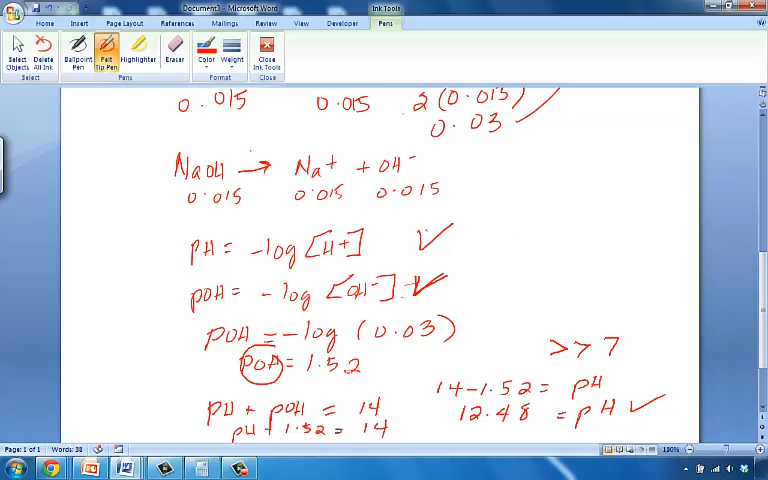 Document3 - Microsoft Word
Ink Tools
Home Insert Page Layout References Mailings Review View Developer Pens
Select Objects
Delete All Ink
Ballpoint Pen
Felt Tip Pen
Highlighter
Eraser
Color
Weight
Close Ink Tools
Select Pens Format Close
0.015 0.015 2(0.015)
0.03
NaOH → Na+ + OH-
0.015 0.015 0.015
pH = -log [H+] ✓
pOH = -log [OH-] ✓
pOH = -log (0.03)
>> 7
pOH = 1.52
14-1.52 = pH
pH + pOH = 14
12.48 = pH ✓
pH + 1.52 = 14
Page: 1 of 1 Words: 38
130%